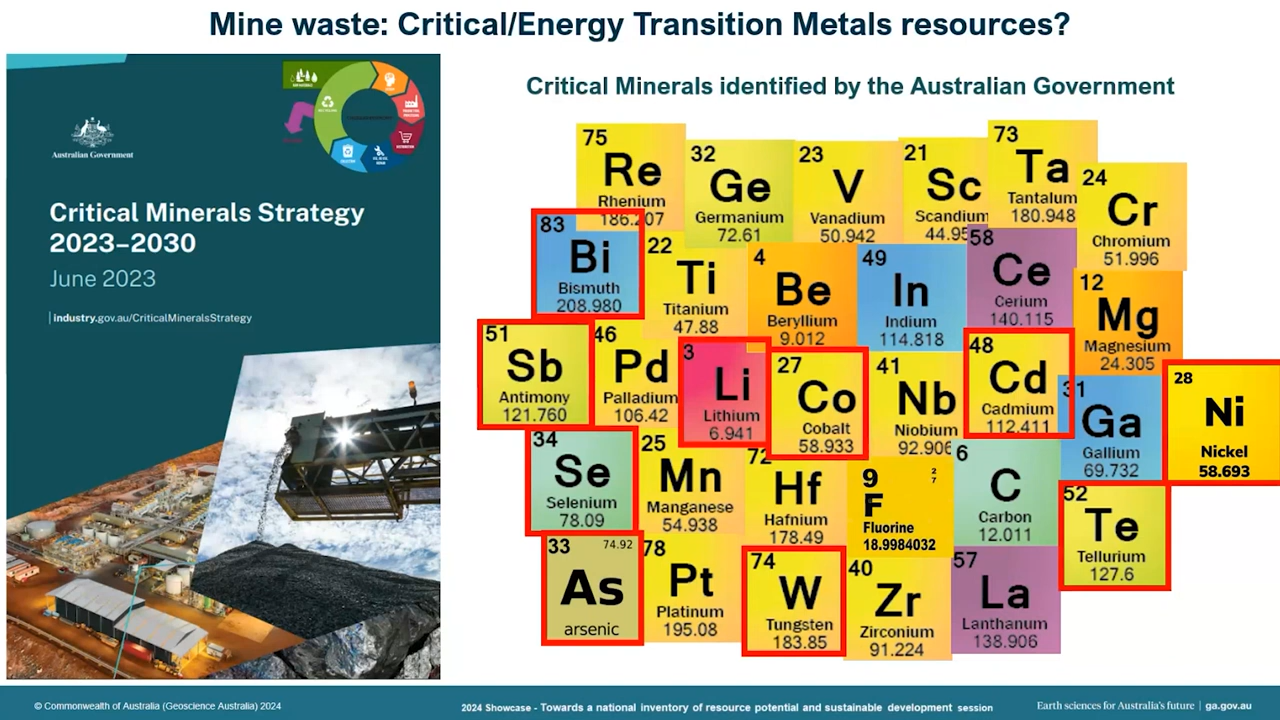 Mine waste: Critical/Energy Transition Metals resources?
Australian Government
Critical Minerals Strategy
2023–2030
June 2023
industry.gov.au/CriticalMineralsStrategy
Critical Minerals identified by the Australian Government
75
Re
Rhenium
186.207
32
Ge
Germanium
72.61
23
V
Vanadium
50.942
21
Sc
Scandium
44.95
73
Ta
Tantalum
180.948
24
Cr
Chromium
51.996
83
Bi
Bismuth
208.980
22
Ti
Titanium
47.88
4
Be
Beryllium
9.012
49
In
Indium
114.818
58
Ce
Cerium
140.115
12
Mg
Magnesium
24.305
51
Sb
Antimony
121.760
46
Pd
Palladium
106.42
3
Li
Lithium
6.941
27
Co
Cobalt
58.933
41
Nb
Niobium
92.906
48
Cd
Cadmium
112.411
31
Ga
Gallium
69.732
28
Ni
Nickel
58.693
34
Se
Selenium
78.09
25
Mn
Manganese
54.938
72
Hf
Hafnium
178.49
9
2
7
F
Fluorine
18.9984032
6
C
Carbon
12.011
52
Te
Tellurium
127.6
33
74.92
As
arsenic
78
Pt
Platinum
195.08
74
W
Tungsten
183.85
40
Zr
Zirconium
91.224
57
La
Lanthanum
138.906
© Commonwealth of Australia (Geoscience Australia) 2024
2024 Showcase - Towards a national inventory of resource potential and sustainable development session
Earth sciences for Australia's future | ga.gov.au